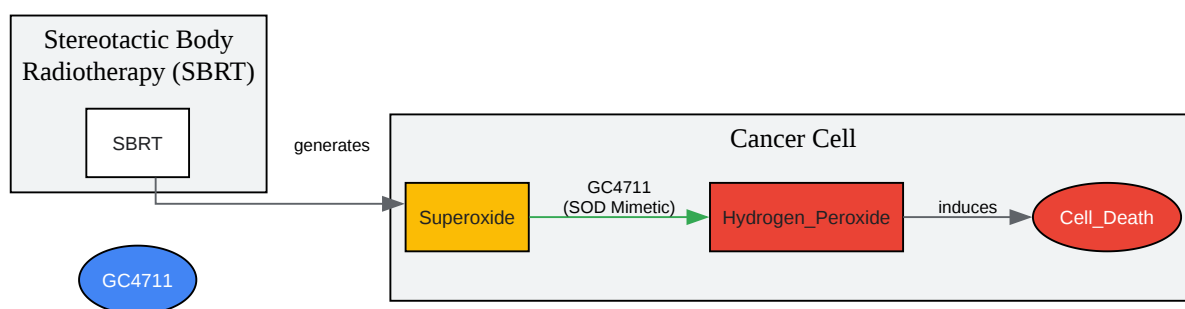 Stereotactic Body
Radiotherapy (SBRT)
SBRT
generates
Cancer Cell
Superoxide
GC4711
(SOD Mimetic)
Hydrogen_Peroxide
induces
Cell_Death
GC4711